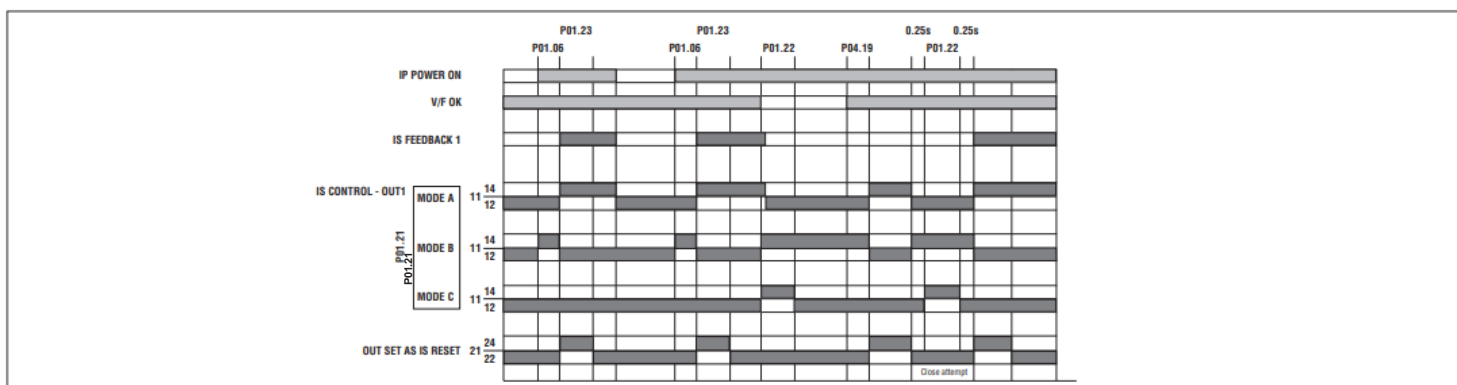 P01.23 P01.23 0.25s 0.25s
P01.06 P01.06 P01.22 P04.19 P01.22
IP POWER ON
V/F OK
IS FEEDBACK 1
IS CONTROL - OUT1
P01.21
P01.21
MODE A 11 14 12
MODE B 11 14 12
MODE C 11 14 12
OUT SET AS IS RESET 21 24 22
Close attempt